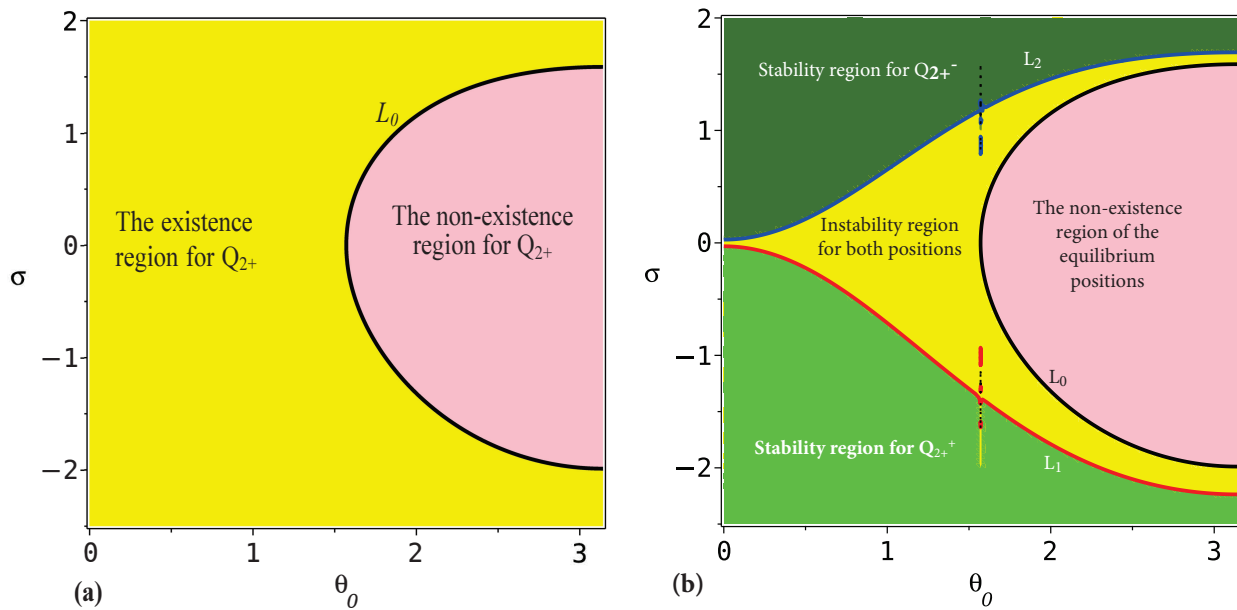 2
1
0
−1
−2
σ
L0
The existence
region for Q2+
The non-existence
region for Q2+
0
1
2
3
θ0
(a)
2
1
0
−1
−2
σ
Stability region for Q2+-
L2
Instability region
for both positions
The non-existence
region of the
equilibrium
positions
L0
Stability region for Q2++
L1
0
1
2
3
θ0
(b)